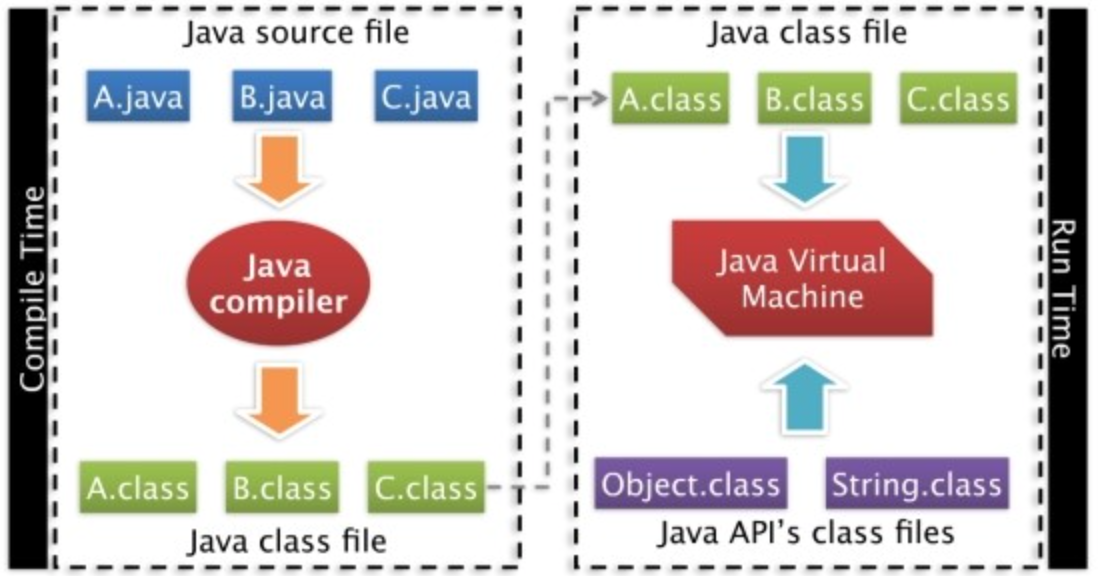 Compile Time
Java source file
A.java B.java C.java
Java
compiler
A.class B.class C.class
Java class file
Java class file
A.class B.class C.class
Java Virtual
Machine
Object.class String.class
Java API's class files
Run Time